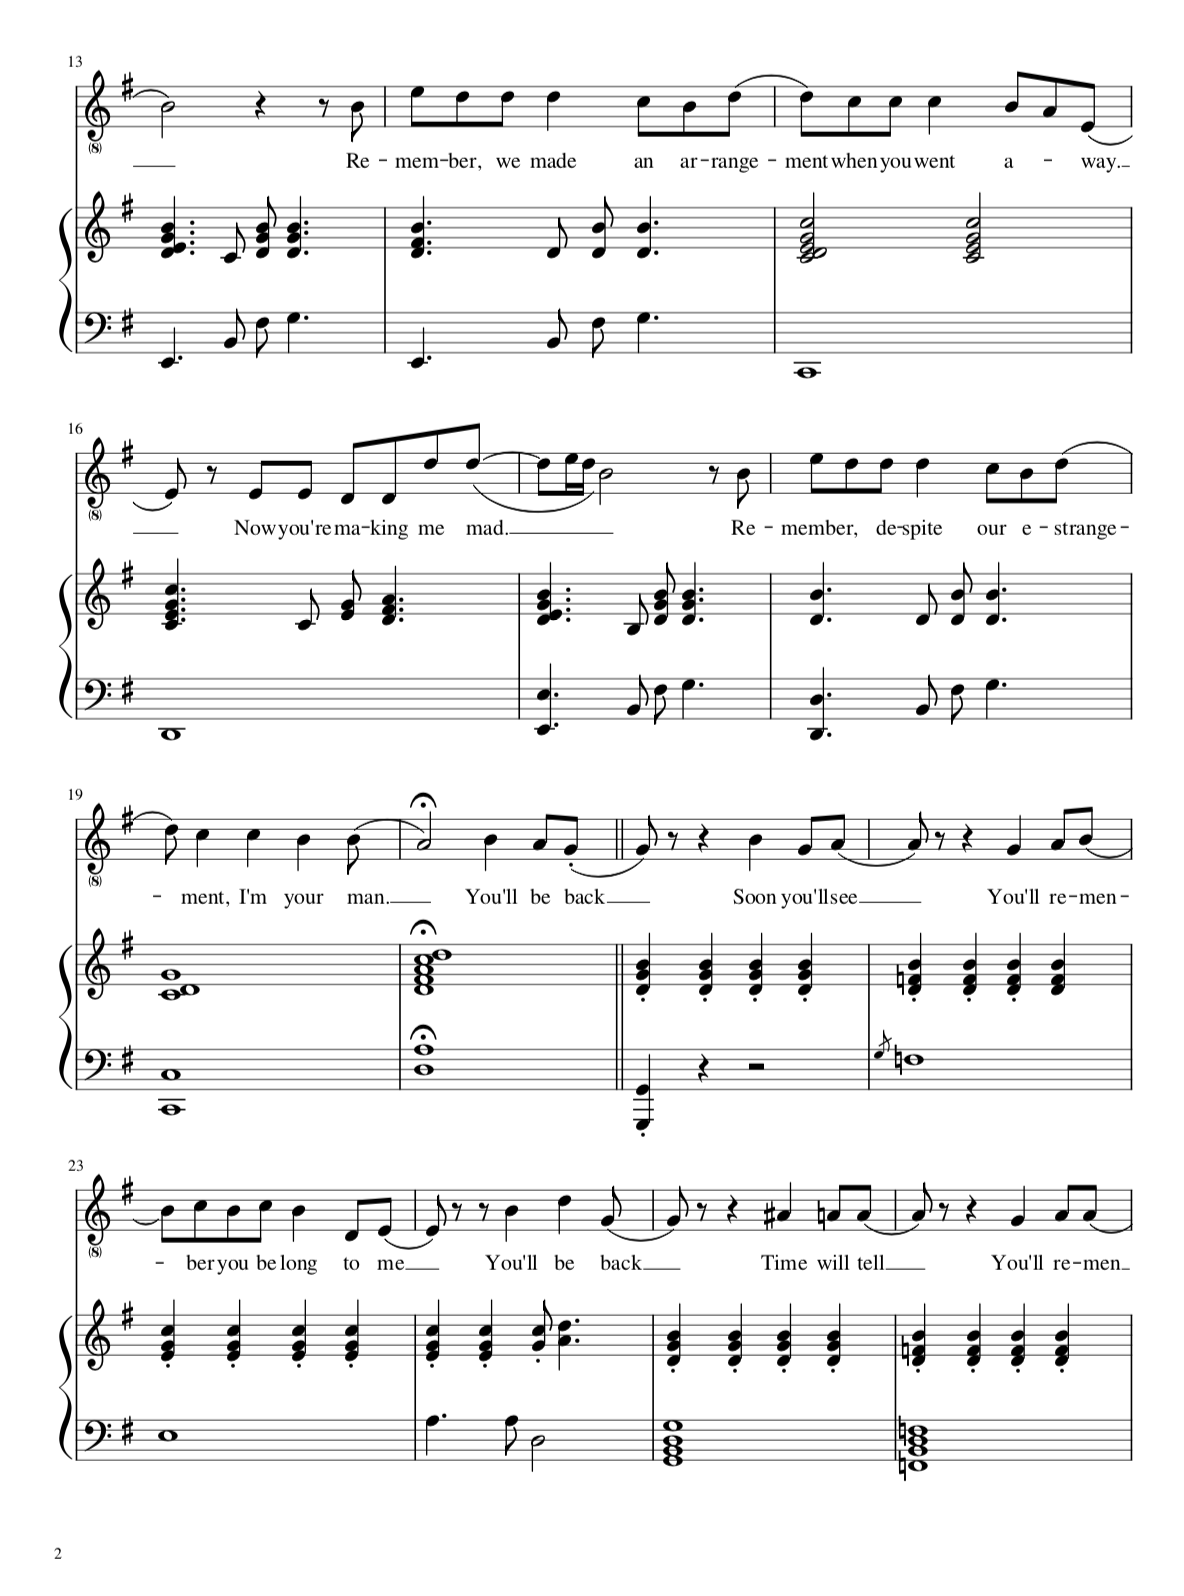 13
(8)
Re - mem - ber, we made an ar - range - ment when you went a - way.
16
(8)
Now you're ma - king me mad. Re - member, de - spite our e - strange -
19
(8)
- ment, I'm your man. You'll be back Soon you'll see You'll re - men -
23
(8)
- ber you be long to me You'll be back Time will tell You'll re - men
2